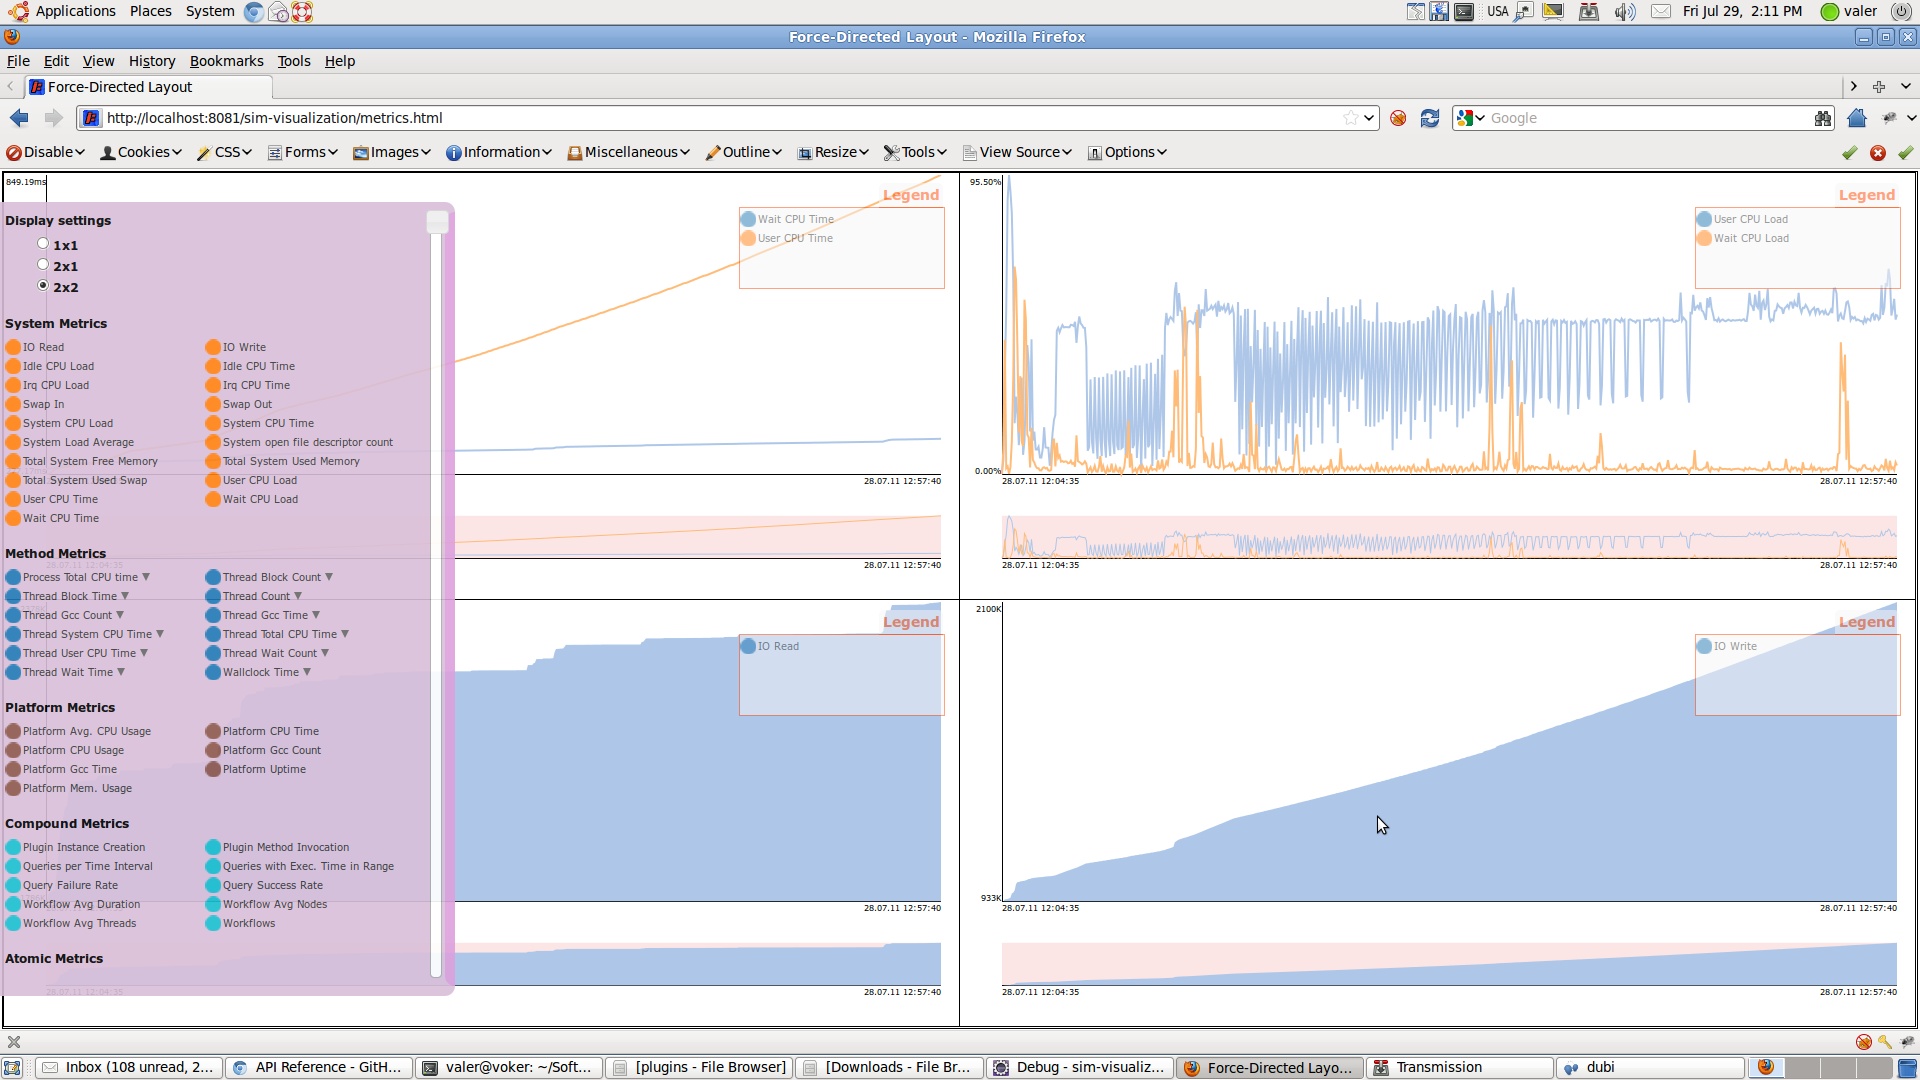 Applications Places System USA Fri Jul 29, 2:11 PM valer
Force-Directed Layout - Mozilla Firefox
File Edit View History Bookmarks Tools Help
Force-Directed Layout
http://localhost:8081/sim-visualization/metrics.html Google
Disable Cookies CSS Forms Images Information Miscellaneous Outline Resize Tools View Source Options
849.19ms
Legend
Wait CPU Time
User CPU Time
28.07.11 12:57:40
28.07.11 12:04:35 28.07.11 12:57:40
95.50%
Legend
User CPU Load
Wait CPU Load
0.00%
28.07.11 12:04:35 28.07.11 12:57:40
28.07.11 12:04:35 28.07.11 12:57:40
Display settings
1x1
2x1
2x2
System Metrics
IO Read IO Write
Idle CPU Load Idle CPU Time
Irq CPU Load Irq CPU Time
Swap In Swap Out
System CPU Load System CPU Time
System Load Average System open file descriptor count
Total System Free Memory Total System Used Memory
Total System Used Swap User CPU Load
User CPU Time Wait CPU Load
Wait CPU Time
Method Metrics
Process Total CPU time ▼ Thread Block Count ▼
Thread Block Time ▼ Thread Count ▼
Thread Gcc Count ▼ Thread Gcc Time ▼
Thread System CPU Time ▼ Thread Total CPU Time ▼
Thread User CPU Time ▼ Thread Wait Count ▼
Thread Wait Time ▼ Wallclock Time ▼
Platform Metrics
Platform Avg. CPU Usage Platform CPU Time
Platform CPU Usage Platform Gcc Count
Platform Gcc Time Platform Uptime
Platform Mem. Usage
Compound Metrics
Plugin Instance Creation Plugin Method Invocation
Queries per Time Interval Queries with Exec. Time in Range
Query Failure Rate Query Success Rate
Workflow Avg Duration Workflow Avg Nodes
Workflow Avg Threads Workflows
Atomic Metrics
Legend
IO Read
28.07.11 12:57:40
28.07.11 12:04:35 28.07.11 12:57:40
2100K
Legend
IO Write
933K
28.07.11 12:04:35 28.07.11 12:57:40
28.07.11 12:04:35 28.07.11 12:57:40
Inbox (108 unread, 2... API Reference - GitH... valer@voker: ~/Soft... [plugins - File Browser] [Downloads - File Br... Debug - sim-visualiz... Force-Directed Layo... Transmission dubi